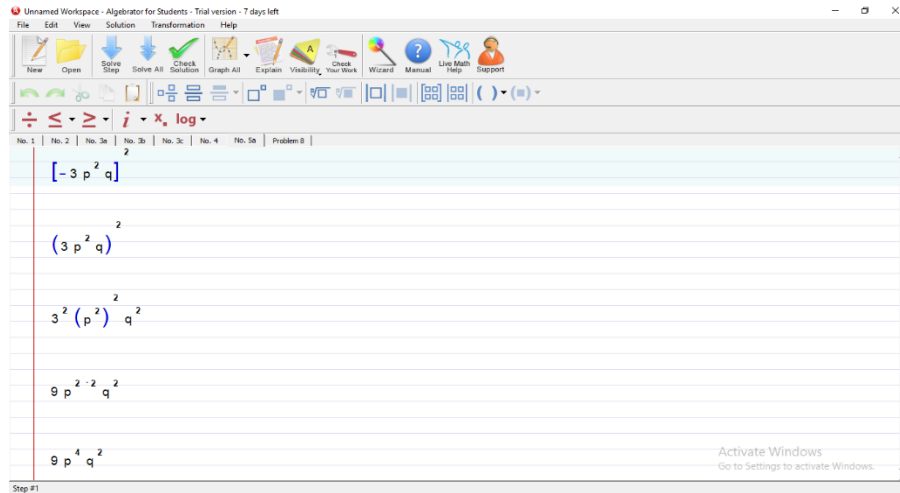 Unnamed Workspace - Algebrator for Students - Trial version - 7 days left
File Edit View Solution Transformation Help
New Open Solve Step Solve All Check Solution Graph All Explain Visibility Check Your Work Wizard Manual Live Math Help Support
÷ ≤ ≥ i x. log
No. 1 No. 2 No. 3a No. 3b No. 3c No. 4 No. 5a Problem 8
[-3 p² q]²
(3 p² q)²
3² (p²)² q²
9 p²·² q²
9 p⁴ q²
Activate Windows
Go to Settings to activate Windows.
Step #1